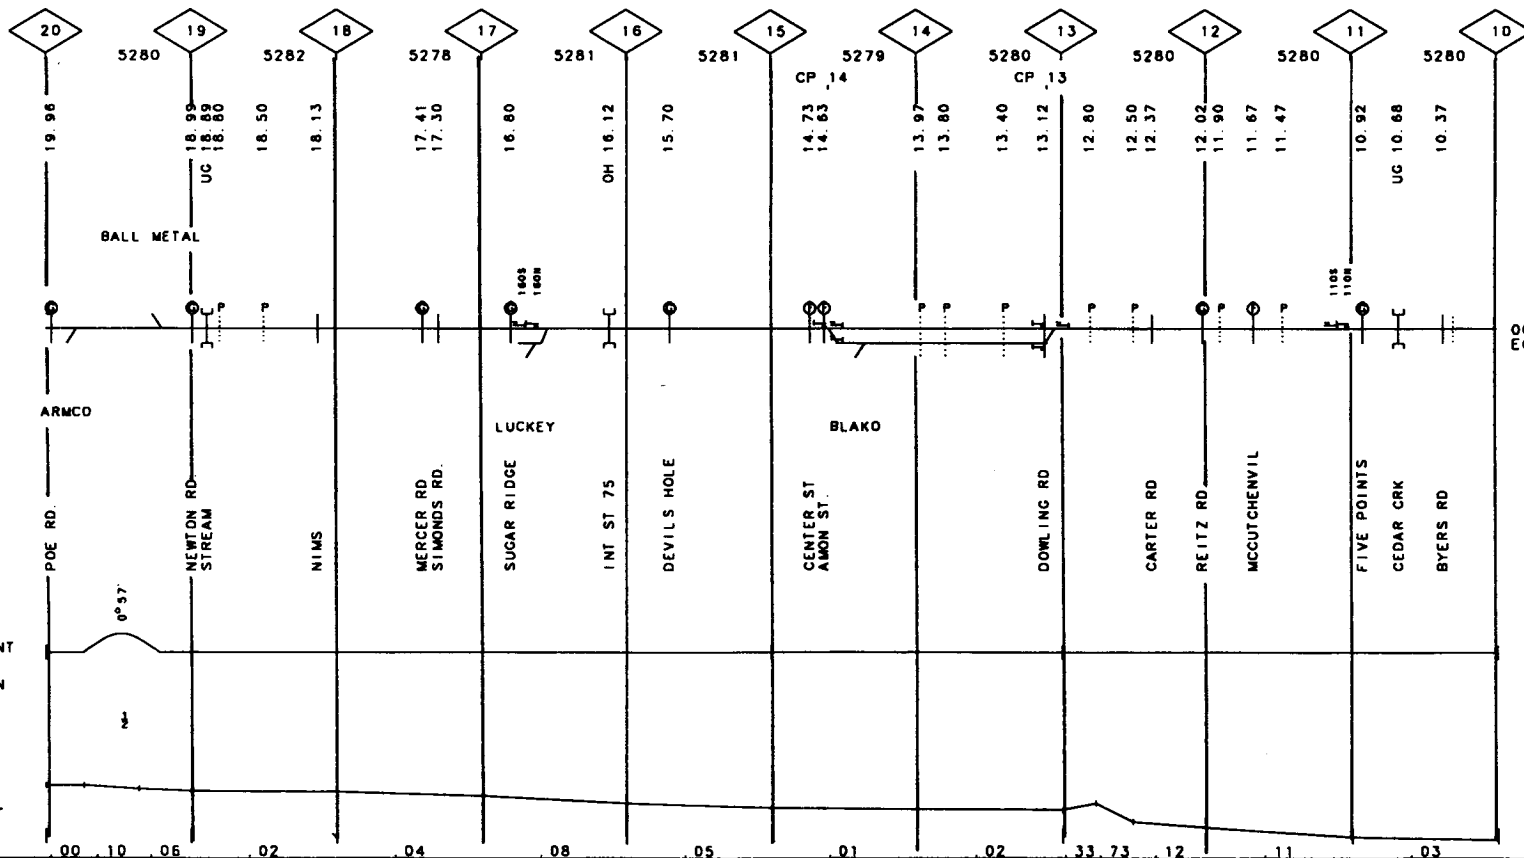 20 19 18 17 16 15 14 13 12 11 10
5280 5282 5278 5281 5281 5279 5280 5280 5280 5280
CP 14 CP 13
19.96
18.99
UG 18.89
18.80
18.50
18.13
17.41
17.30
16.80
OH 16.12
15.70
14.73
14.63
13.97
13.80
13.40
13.12
12.80
12.50
12.37
12.02
11.90
11.67
11.47
10.92
UG 10.68
10.37
BALL METAL
160S
160N
110S
110N
P P P P P P P P P
ARMCO LUCKEY BLAKO
POE RD.
NEWTON RD
STREAM
NIMS
MERCER RD
SIMONDS RD.
SUGAR RIDGE
INT ST 75
DEVILS HOLE
CENTER ST
AMON ST.
DOWLING RD
CARTER RD
REITZ RD
MCCUTCHENVIL
FIVE POINTS
CEDAR CRK
BYERS RD
0°57'
NT
N
.00 .10 .06 .02 .04 .08 .05 .01 .02 .33 .73 .12 .11 .03